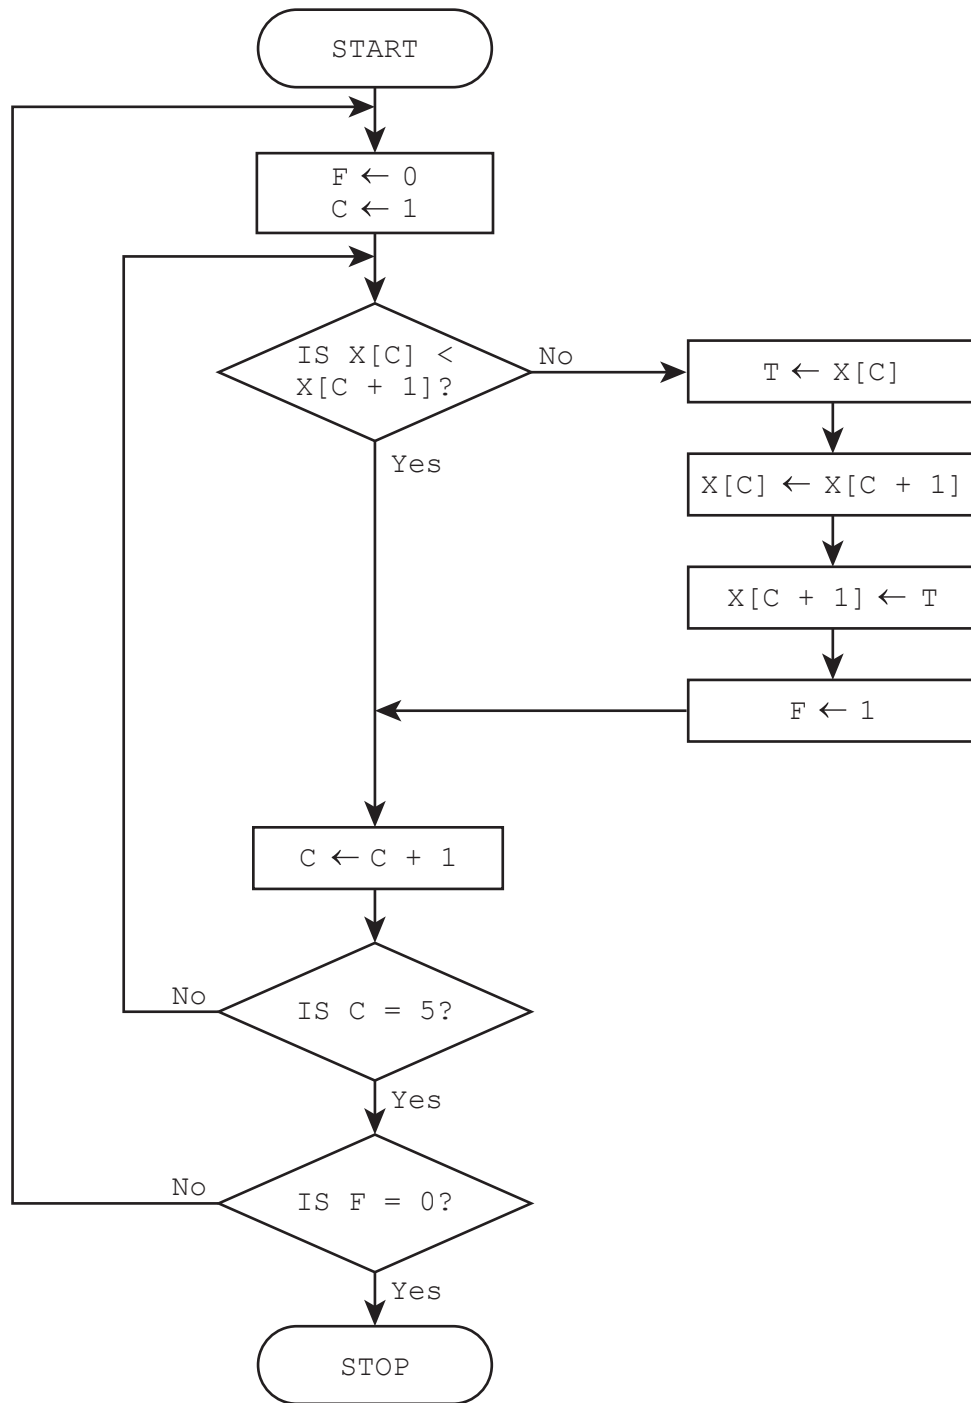 START
F ← 0
C ← 1
IS X[C] <
X[C + 1]?
No
T ← X[C]
Yes
X[C] ← X[C + 1]
X[C + 1] ← T
F ← 1
C ← C + 1
No
IS C = 5?
Yes
No
IS F = 0?
Yes
STOP